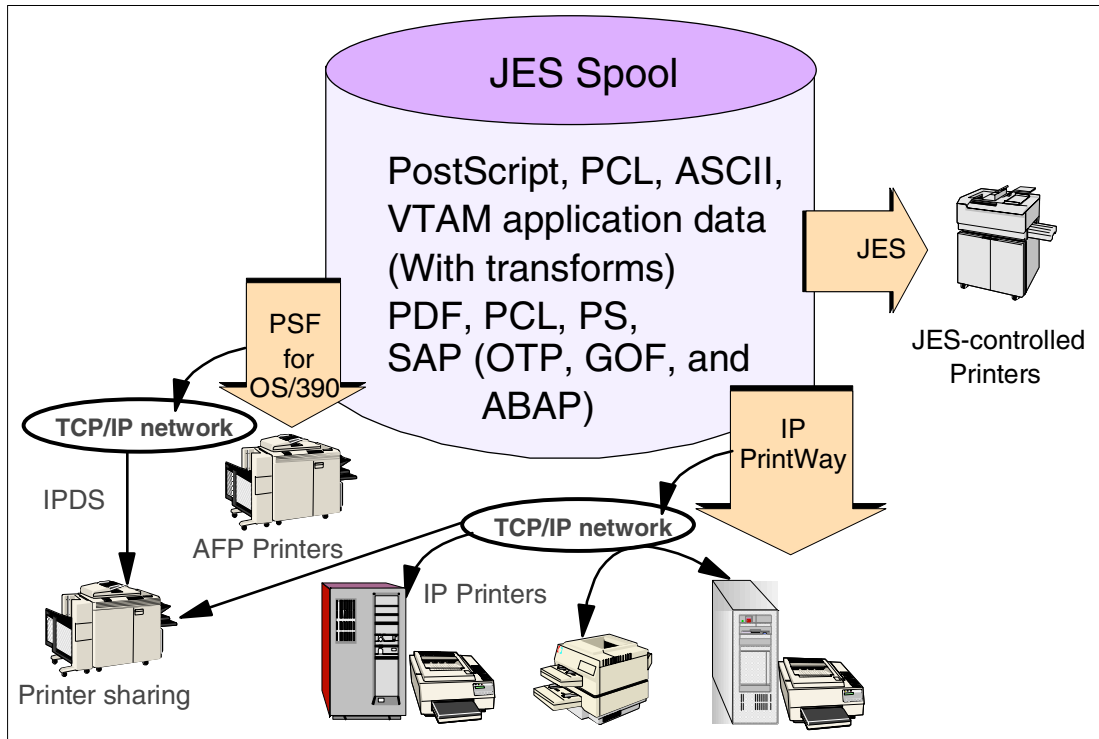 JES Spool
PostScript, PCL, ASCII,
VTAM application data
(With transforms)
PDF, PCL, PS,
SAP (OTP, GOF, and
ABAP)
JES
JES-controlled
Printers
PSF
for
OS/390
TCP/IP network
IPDS
AFP Printers
Printer sharing
IP
PrintWay
TCP/IP network
IP Printers